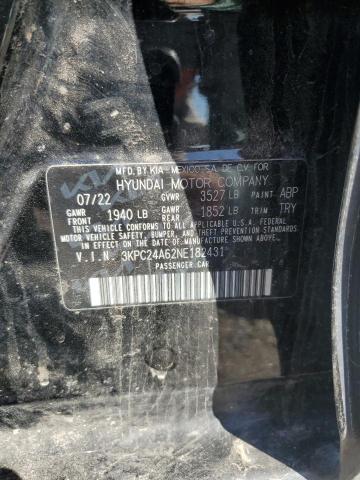 MFD. BY KIA - MEXICO S.A. DE C.V. FOR
HYUNDAI MOTOR COMPANY
07/22 GVWR 3527 LB PAINT ABP
GAWR FRT 1940 LB GAWR REAR 1852 LB TRIM TRY
THIS VEHICLE CONFORMS TO ALL APPLICABLE U.S. FEDERAL
MOTOR VEHICLE SAFETY BUMPER, AND THEFT PREVENTION STANDARDS
IN EFFECT ON THE DATE OF MANUFACTURE SHOWN ABOVE.
V.I.N. 3KPC24A62NE182431
PASSENGER CAR